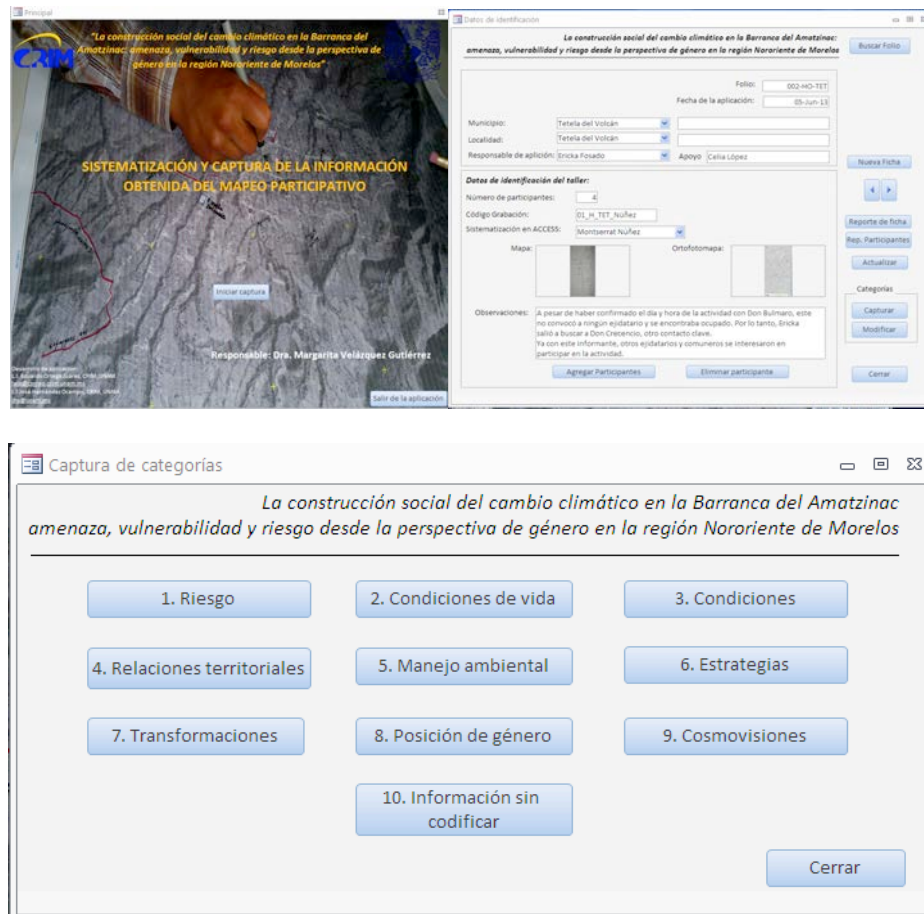 Principal
"La construcción social del cambio climático en la Barranca del
Amatzinac: amenaza, vulnerabilidad y riesgo desde la perspectiva de
género en la región Nororiente de Morelos"
CRIM
SISTEMATIZACIÓN Y CAPTURA DE LA INFORMACIÓN
OBTENIDA DEL MAPEO PARTICIPATIVO
Iniciar captura
Responsable: Dra. Margarita Velázquez Gutiérrez
Salir de la aplicación
Datos de identificación
La construcción social del cambio climático en la Barranca del Amatzinac:
amenaza, vulnerabilidad y riesgo desde la perspectiva de género en la región Nororiente de Morelos
Buscar Folio
Folio: 002-HO-TET
Fecha de la aplicación: 05-Jun-13
Municipio: Tetela del Volcán
Localidad: Tetela del Volcán
Responsable de aplición: Ericka Fosado Apoyo Celia López
Nueva Ficha
Datos de identificación del taller:
Número de participantes: 4
Código Grabación: 01_H_TET_Núñez
Sistematización en ACCESS: Montserrat Núñez
Mapa: Ortofotomapa:
Reporte de ficha
Rep. Participantes
Actualizar
Categorías
Capturar
Modificar
Observaciones: A pesar de haber confirmado el día y hora de la actividad con Don Bulmaro, este
no convocó a ningún ejidatario y se encontraba ocupado. Por lo tanto, Ericka
salió a buscar a Don Crecencio, otro contacto clave.
Ya con este informante, otros ejidatarios y comuneros se interesaron en
participar en la actividad.
Agregar Participantes Eliminar participante
Cerrar
Captura de categorías
La construcción social del cambio climático en la Barranca del Amatzinac
amenaza, vulnerabilidad y riesgo desde la perspectiva de género en la región Nororiente de Morelos
1. Riesgo 2. Condiciones de vida 3. Condiciones
4. Relaciones territoriales 5. Manejo ambiental 6. Estrategias
7. Transformaciones 8. Posición de género 9. Cosmovisiones
10. Información sin
codificar
Cerrar